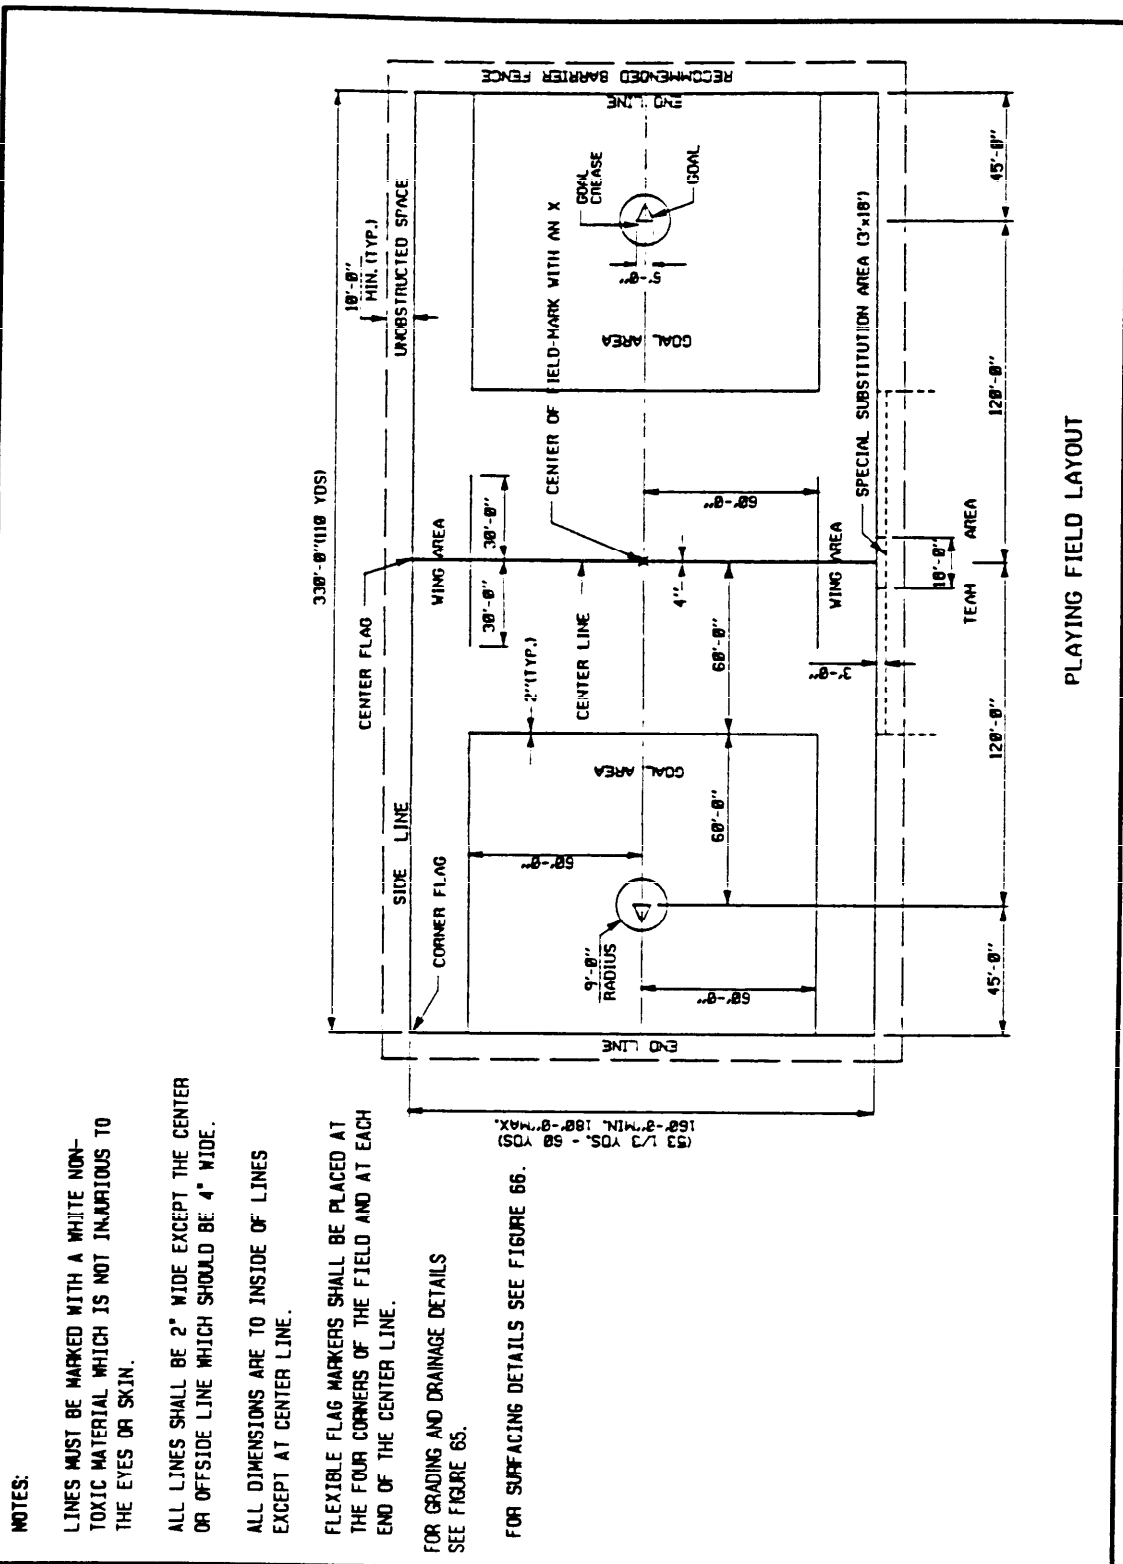 NOTES:
LINES MUST BE MARKED WITH A WHITE NON-
TOXIC MATERIAL WHICH IS NOT INJURIOUS TO
THE EYES OR SKIN.
ALL LINES SHALL BE 2" WIDE EXCEPT THE CENTER
OR OFFSIDE LINE WHICH SHOULD BE 4" WIDE.
ALL DIMENSIONS ARE TO INSIDE OF LINES
EXCEPT AT CENTER LINE.
FLEXIBLE FLAG MARKERS SHALL BE PLACED AT
THE FOUR CORNERS OF THE FIELD AND AT EACH
END OF THE CENTER LINE.
FOR GRADING AND DRAINAGE DETAILS
SEE FIGURE 65.
FOR SURFACING DETAILS SEE FIGURE 66.
330'-0"(110 YDS)
10'-0"
MIN.(TYP.)
UNOBSTRUCTED SPACE
CENTER FLAG
SIDE LINE
CORNER FLAG
WING AREA
30'-0"
30'-0"
2"(TYP.)
CENTER LINE
CENTER OF FIELD-MARK WITH AN X
GOAL
CREASE
GOAL
5'-0"
GOAL AREA
GOAL AREA
END LINE
END LINE
RECOMMENDED BARRIER FENCE
160'-0"MIN. 180'-0"MAX.
(53 1/3 YDS. - 60 YDS)
60'-0"
9'-0"
RADIUS
60'-0"
60'-0"
60'-0"
4"
60'-0"
WING AREA
3'-0"
SPECIAL SUBSTITUTION AREA (3'x18')
TEAM AREA
18'-0"
45'-0"
120'-0"
120'-0"
45'-0"
PLAYING FIELD LAYOUT